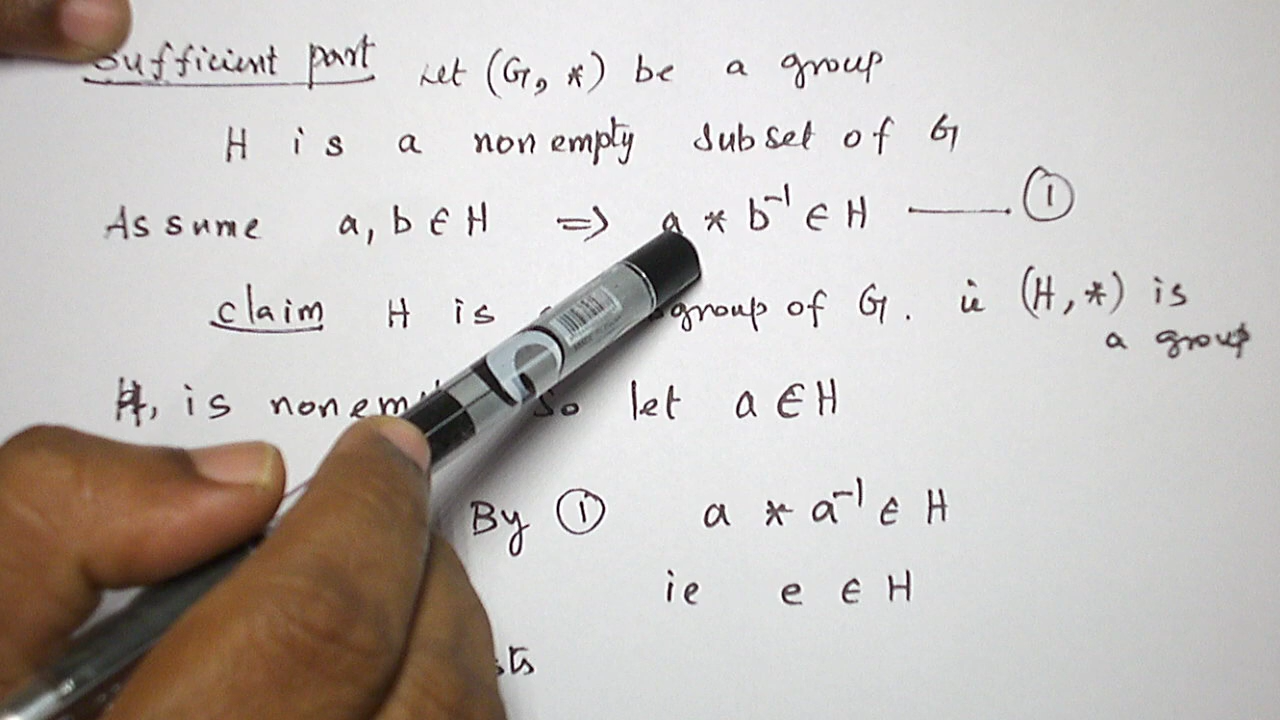 Sufficient part Let (G, *) be a group
H is a nonempty subset of G
Assume a, b ∈ H => a * b⁻¹ ∈ H —— ①
claim H is group of G. ie (H, *) is
a group
H, is nonem so let a ∈ H
By ① a * a⁻¹ ∈ H
ie e ∈ H